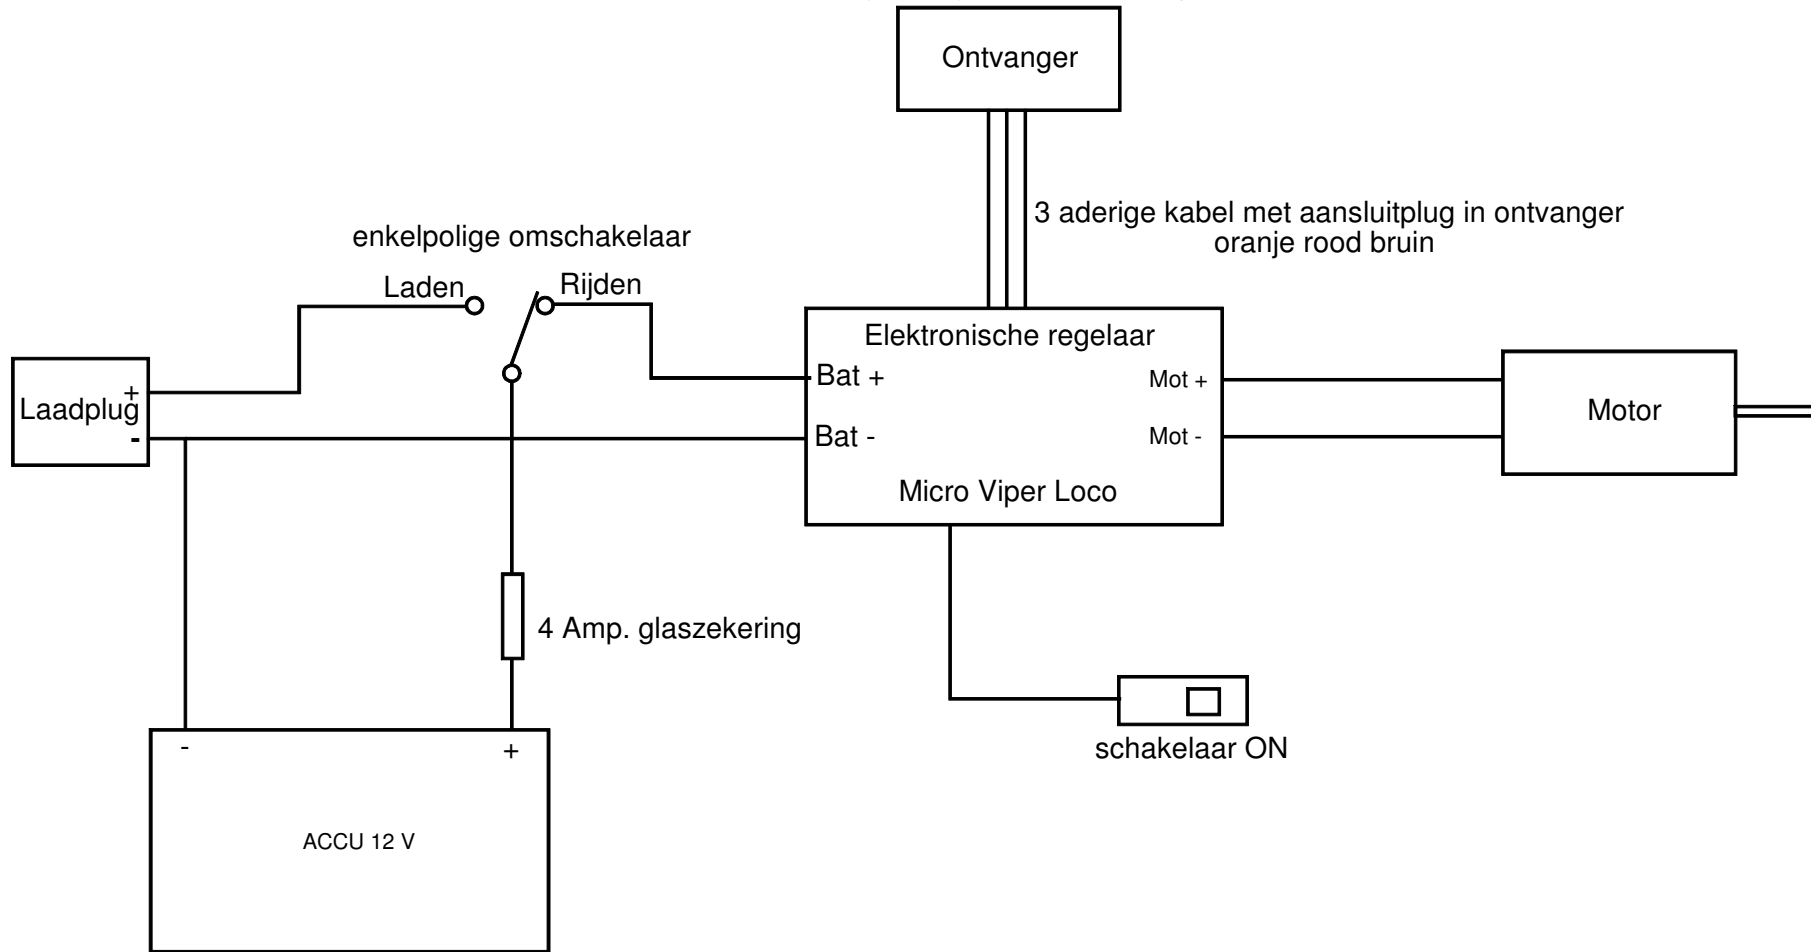 Ontvanger
3 aderige kabel met aansluitplug in ontvanger
oranje rood bruin
enkelpolige omschakelaar
Laden
Rijden
Elektronische regelaar
Bat +
Mot +
Laadplug
+
-
Motor
Bat -
Mot -
Micro Viper Loco
4 Amp. glaszekering
schakelaar ON
-
+
ACCU 12 V